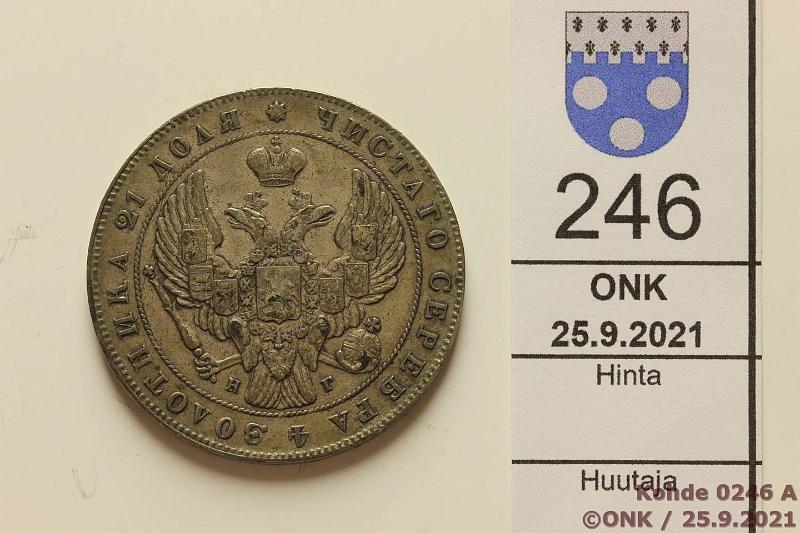 ЧИСТАГО СЕРЕБРА 4 ЗОЛОТНИКА 21 ДОЛЯ
Н Г
246
ONK
25.9.2021
Hinta
Huutaja
Kohde 0246 A
©ONK / 25.9.2021